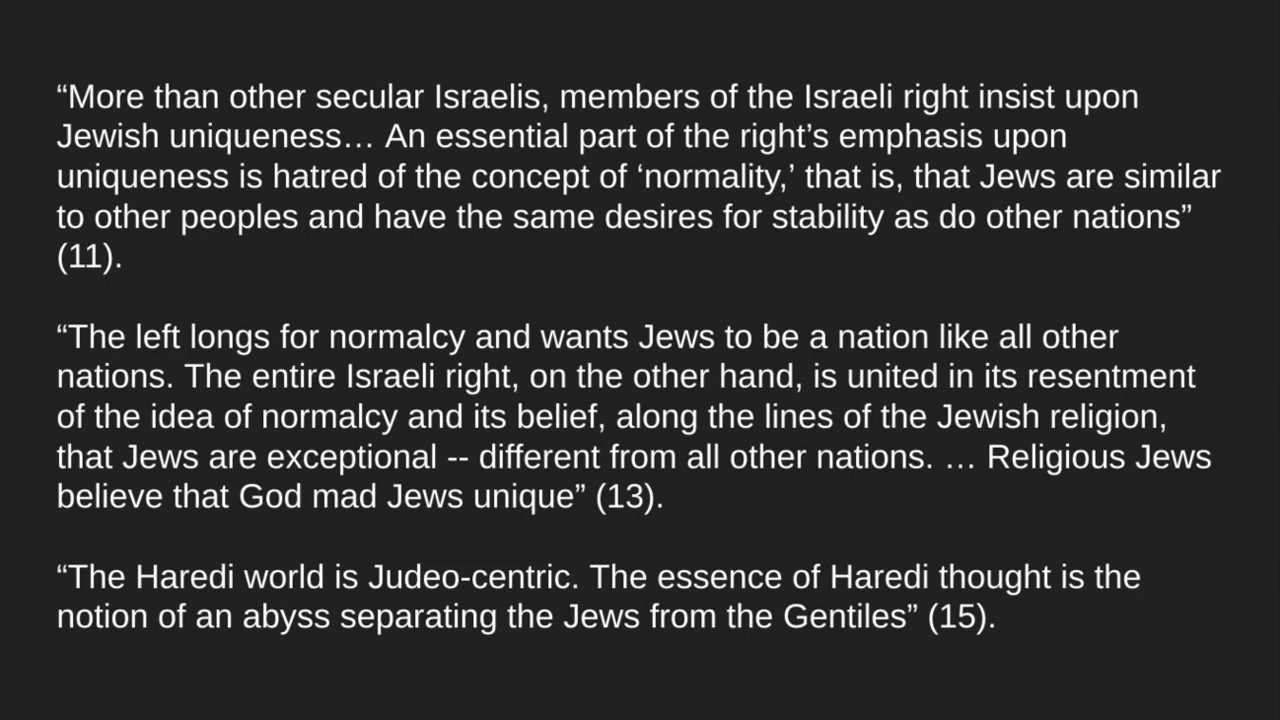 “More than other secular Israelis, members of the Israeli right insist upon
Jewish uniqueness… An essential part of the right’s emphasis upon
uniqueness is hatred of the concept of ‘normality,’ that is, that Jews are similar
to other peoples and have the same desires for stability as do other nations”
(11).
“The left longs for normalcy and wants Jews to be a nation like all other
nations. The entire Israeli right, on the other hand, is united in its resentment
of the idea of normalcy and its belief, along the lines of the Jewish religion,
that Jews are exceptional -- different from all other nations. … Religious Jews
believe that God mad Jews unique” (13).
“The Haredi world is Judeo-centric. The essence of Haredi thought is the
notion of an abyss separating the Jews from the Gentiles” (15).